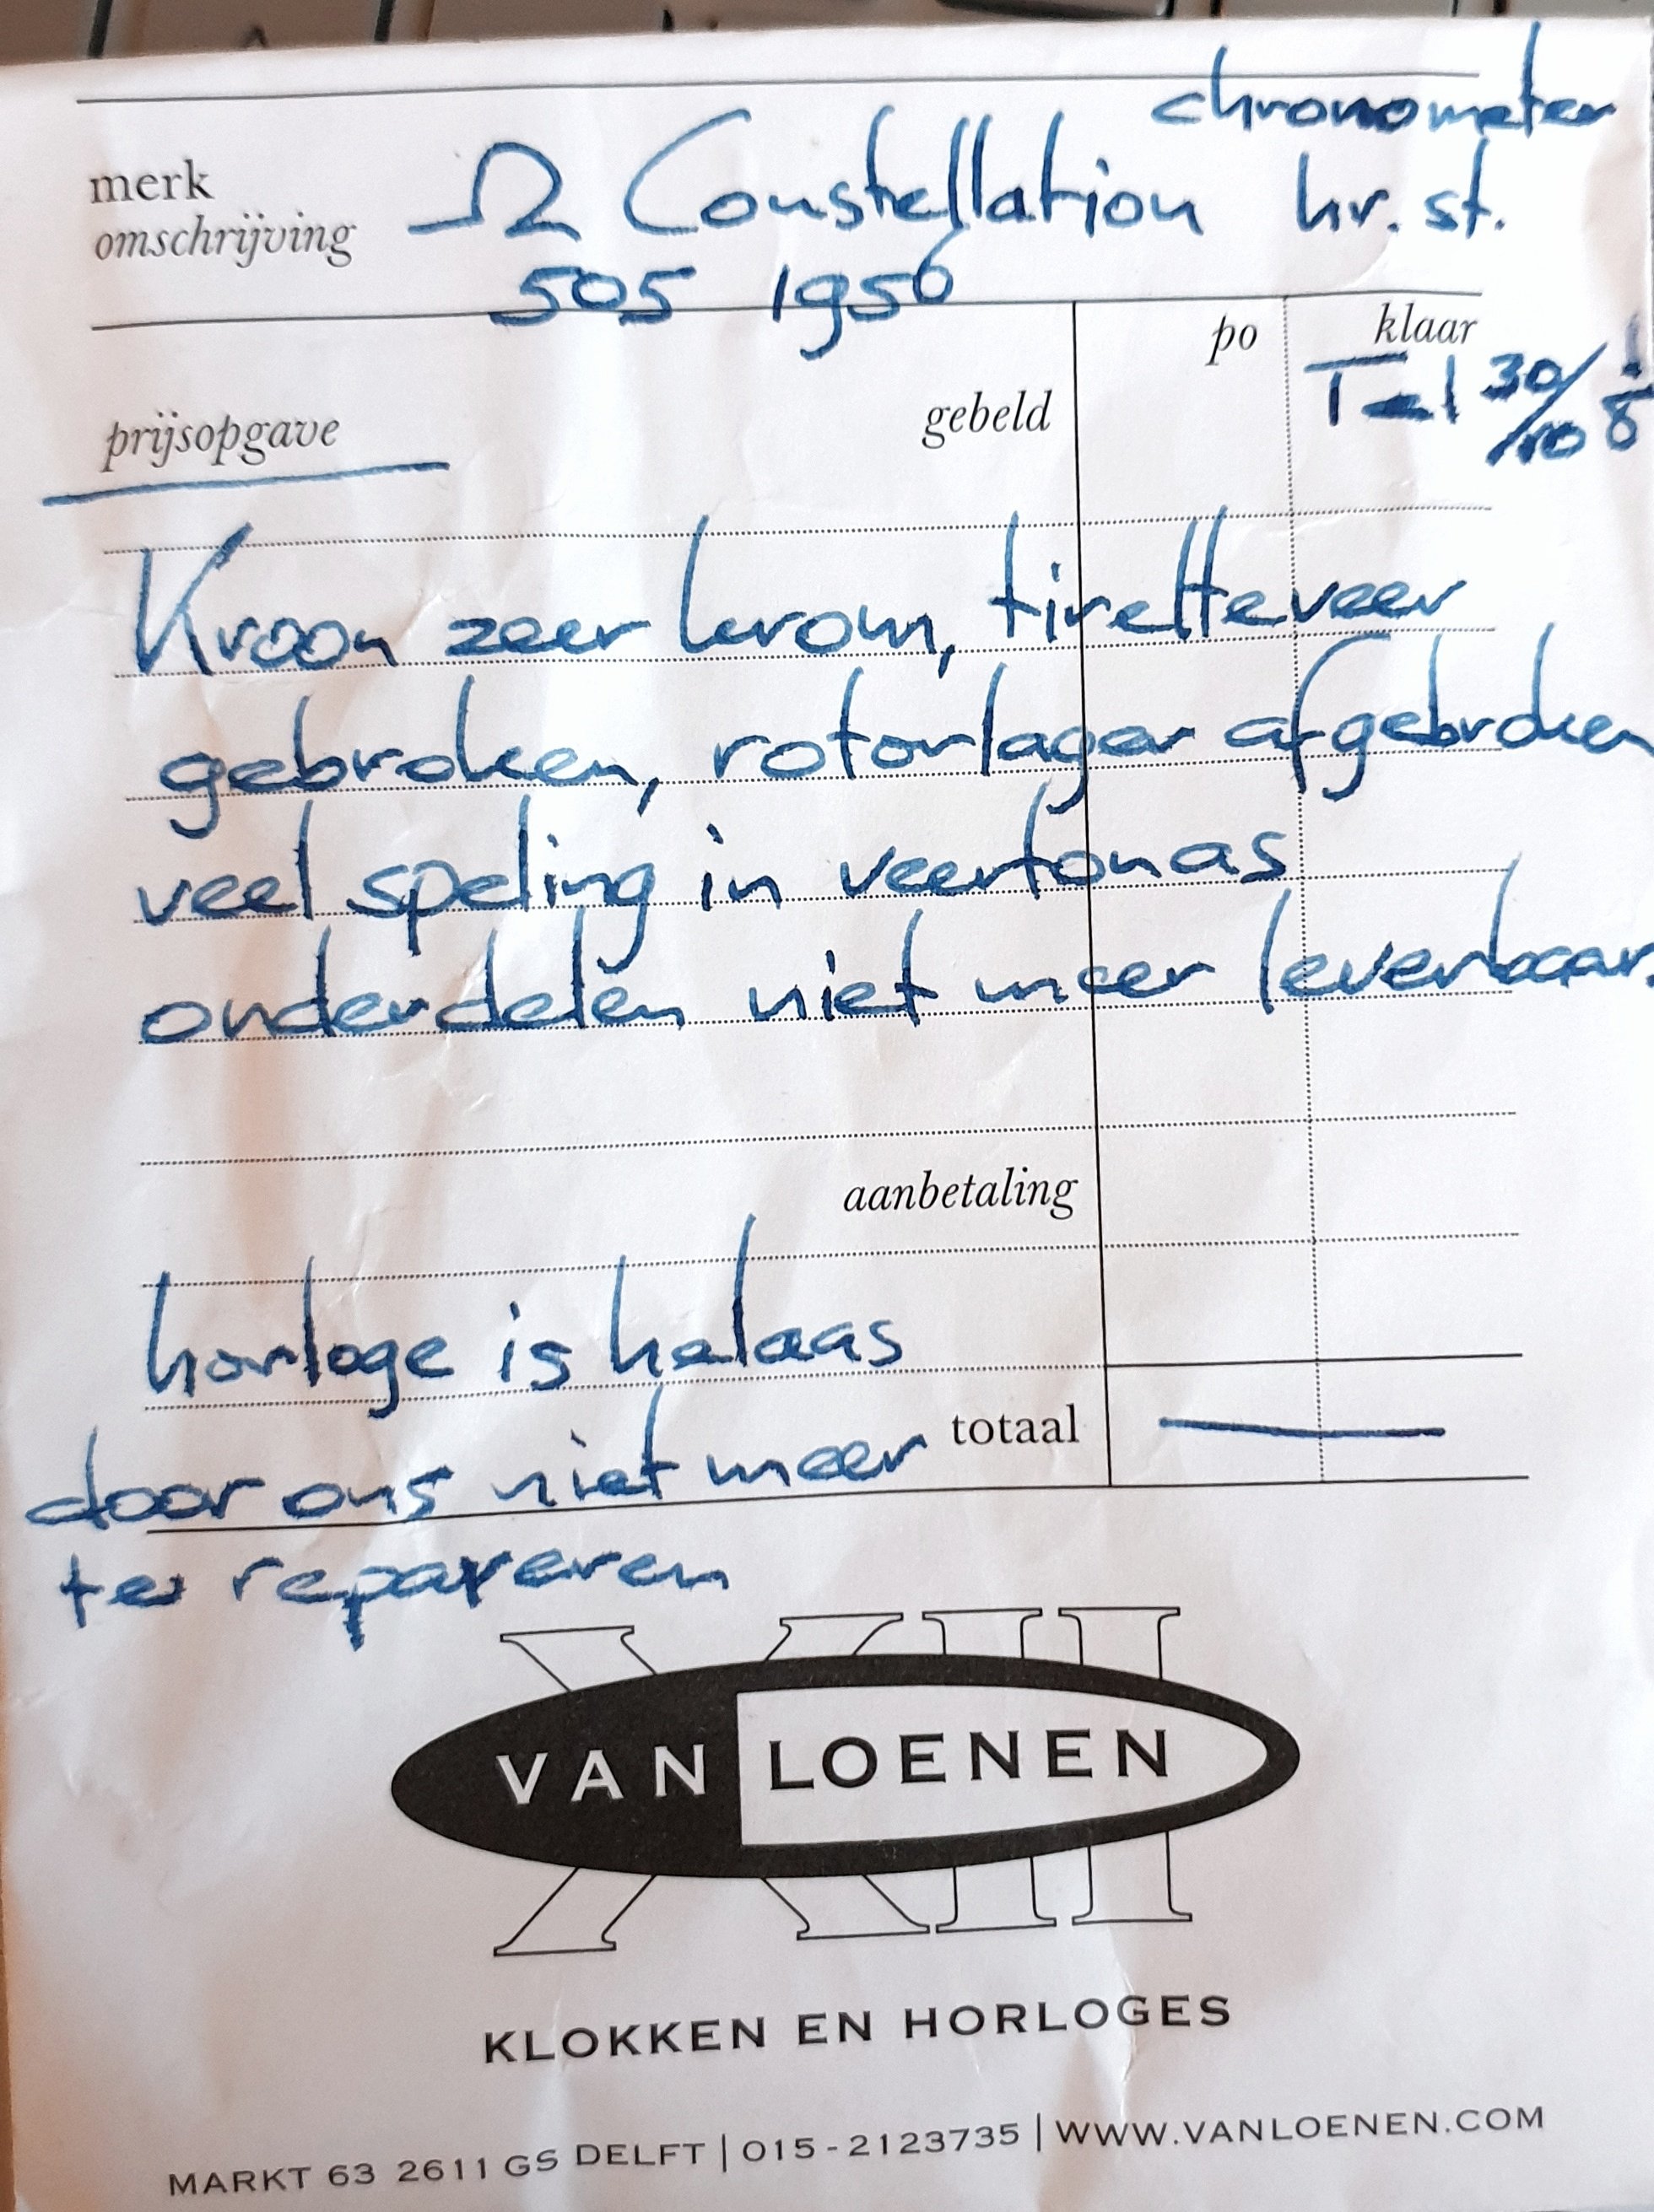 chronometer
merk
omschrijving
Ω Constellation hr. st.
505 1956
po
klaar
prijsopgave
gebeld
Tel 30/10
Kroon zeer krom, tiretteveer
gebroken, rotorlager afgebroken
veel speling in veertonas
onderdelen niet meer leverbaar.
aanbetaling
horloge is helaas
door ons niet meer
totaal
te repareren
VAN LOENEN
XII
KLOKKEN EN HORLOGES
MARKT 63 2611 GS DELFT | 015-2123735 | WWW.VANLOENEN.COM